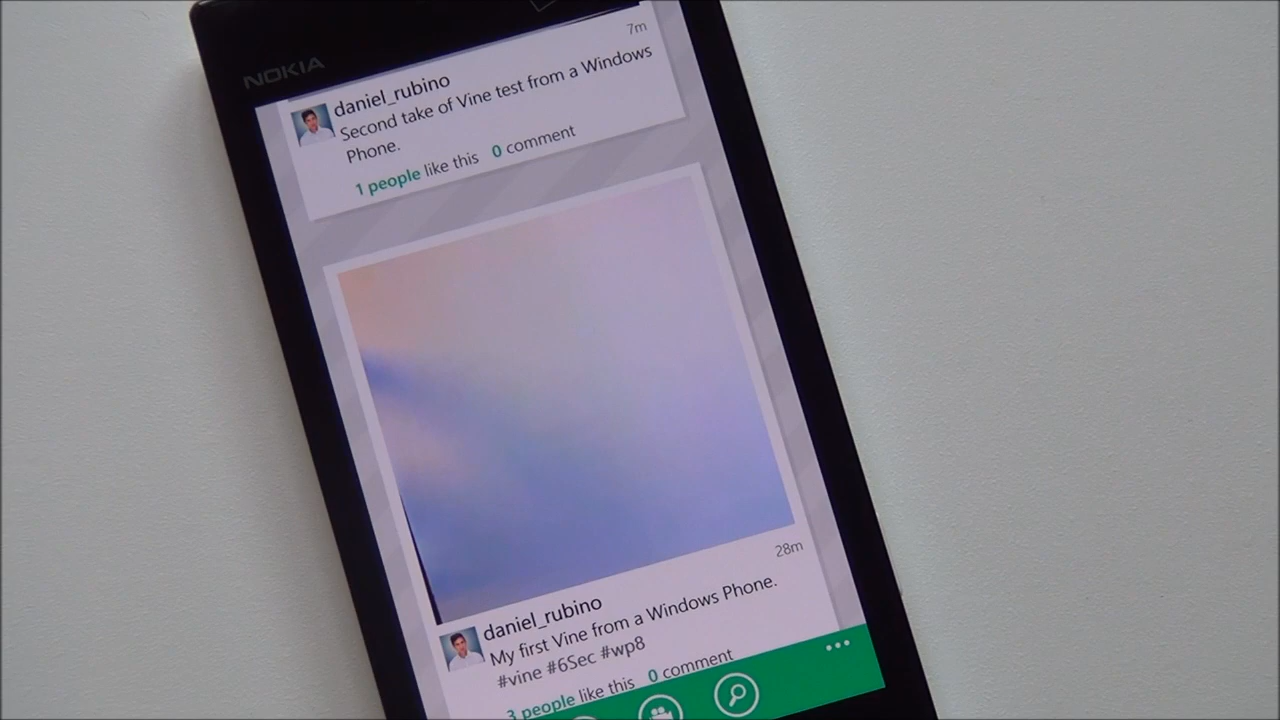 NOKIA
7m
daniel_rubino
Second take of Vine test from a Windows
Phone.
1 people like this 0 comment
28m
daniel_rubino
My first Vine from a Windows Phone.
#vine #6Sec #wp8
3 people like this 0 comment